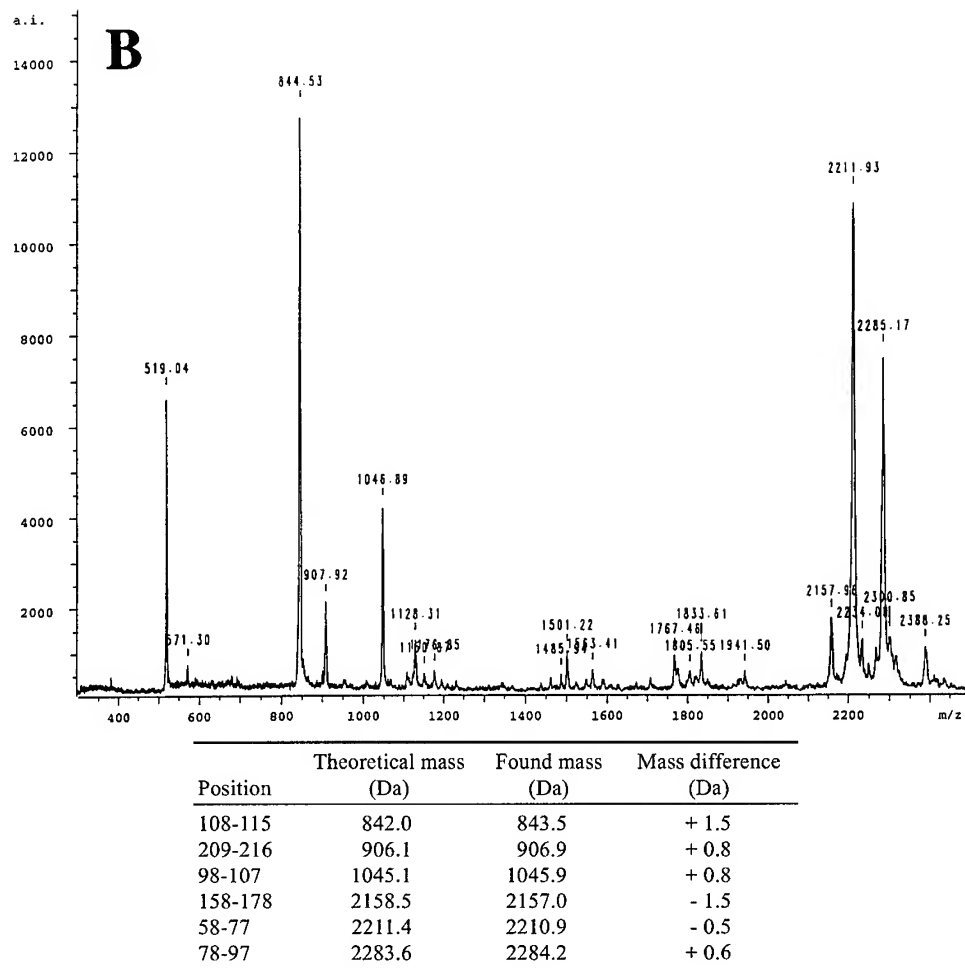 a.i.
B
14000
844.53
12000
2211.93
10000
8000
2285.17
519.04
6000
1046.89
4000
907.92
2000
571.30
1128.31
1501.22
1563.41
1767.46
1833.61
1805.55
1941.50
2388.25
0
400 600 800 1000 1200 1400 1600 1800 2000 2200 m/z
Theoretical mass Found mass Mass difference
Position (Da) (Da) (Da)
108-115 842.0 843.5 + 1.5
209-216 906.1 906.9 + 0.8
98-107 1045.1 1045.9 + 0.8
158-178 2158.5 2157.0 - 1.5
58-77 2211.4 2210.9 - 0.5
78-97 2283.6 2284.2 + 0.6